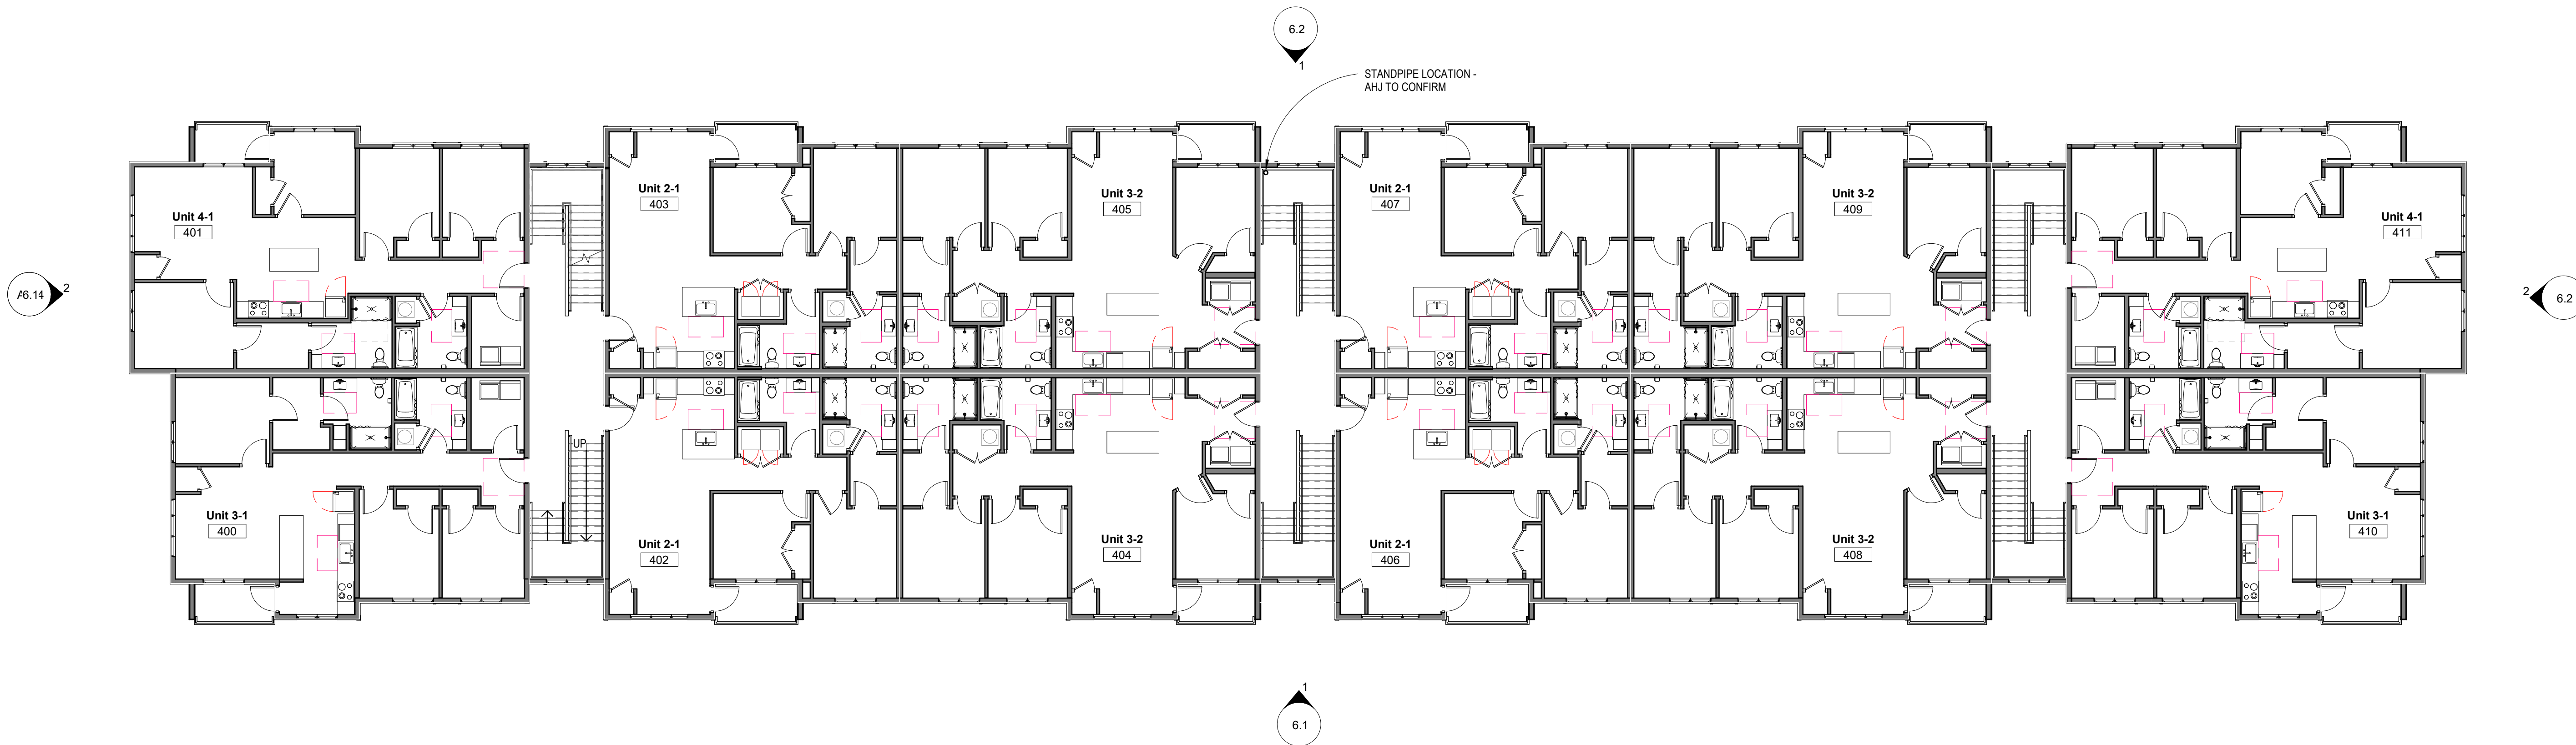 6.2
1
STANDPIPE LOCATION -
AHJ TO CONFIRM
Unit 4-1
401
Unit 2-1
403
Unit 3-2
405
Unit 2-1
407
Unit 3-2
409
Unit 4-1
411
A6.14
2
2
6.2
UP
Unit 3-1
400
Unit 2-1
402
Unit 3-2
404
Unit 2-1
406
Unit 3-2
408
Unit 3-1
410
1
6.1